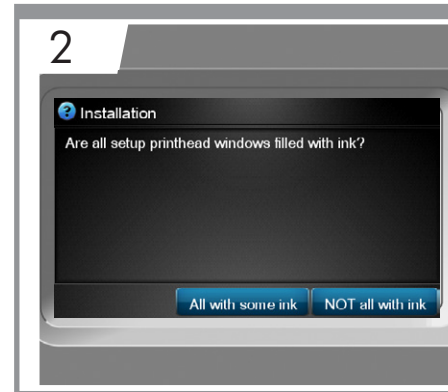 2
Installation
Are all setup printhead windows filled with ink?
All with some ink NOT all with ink